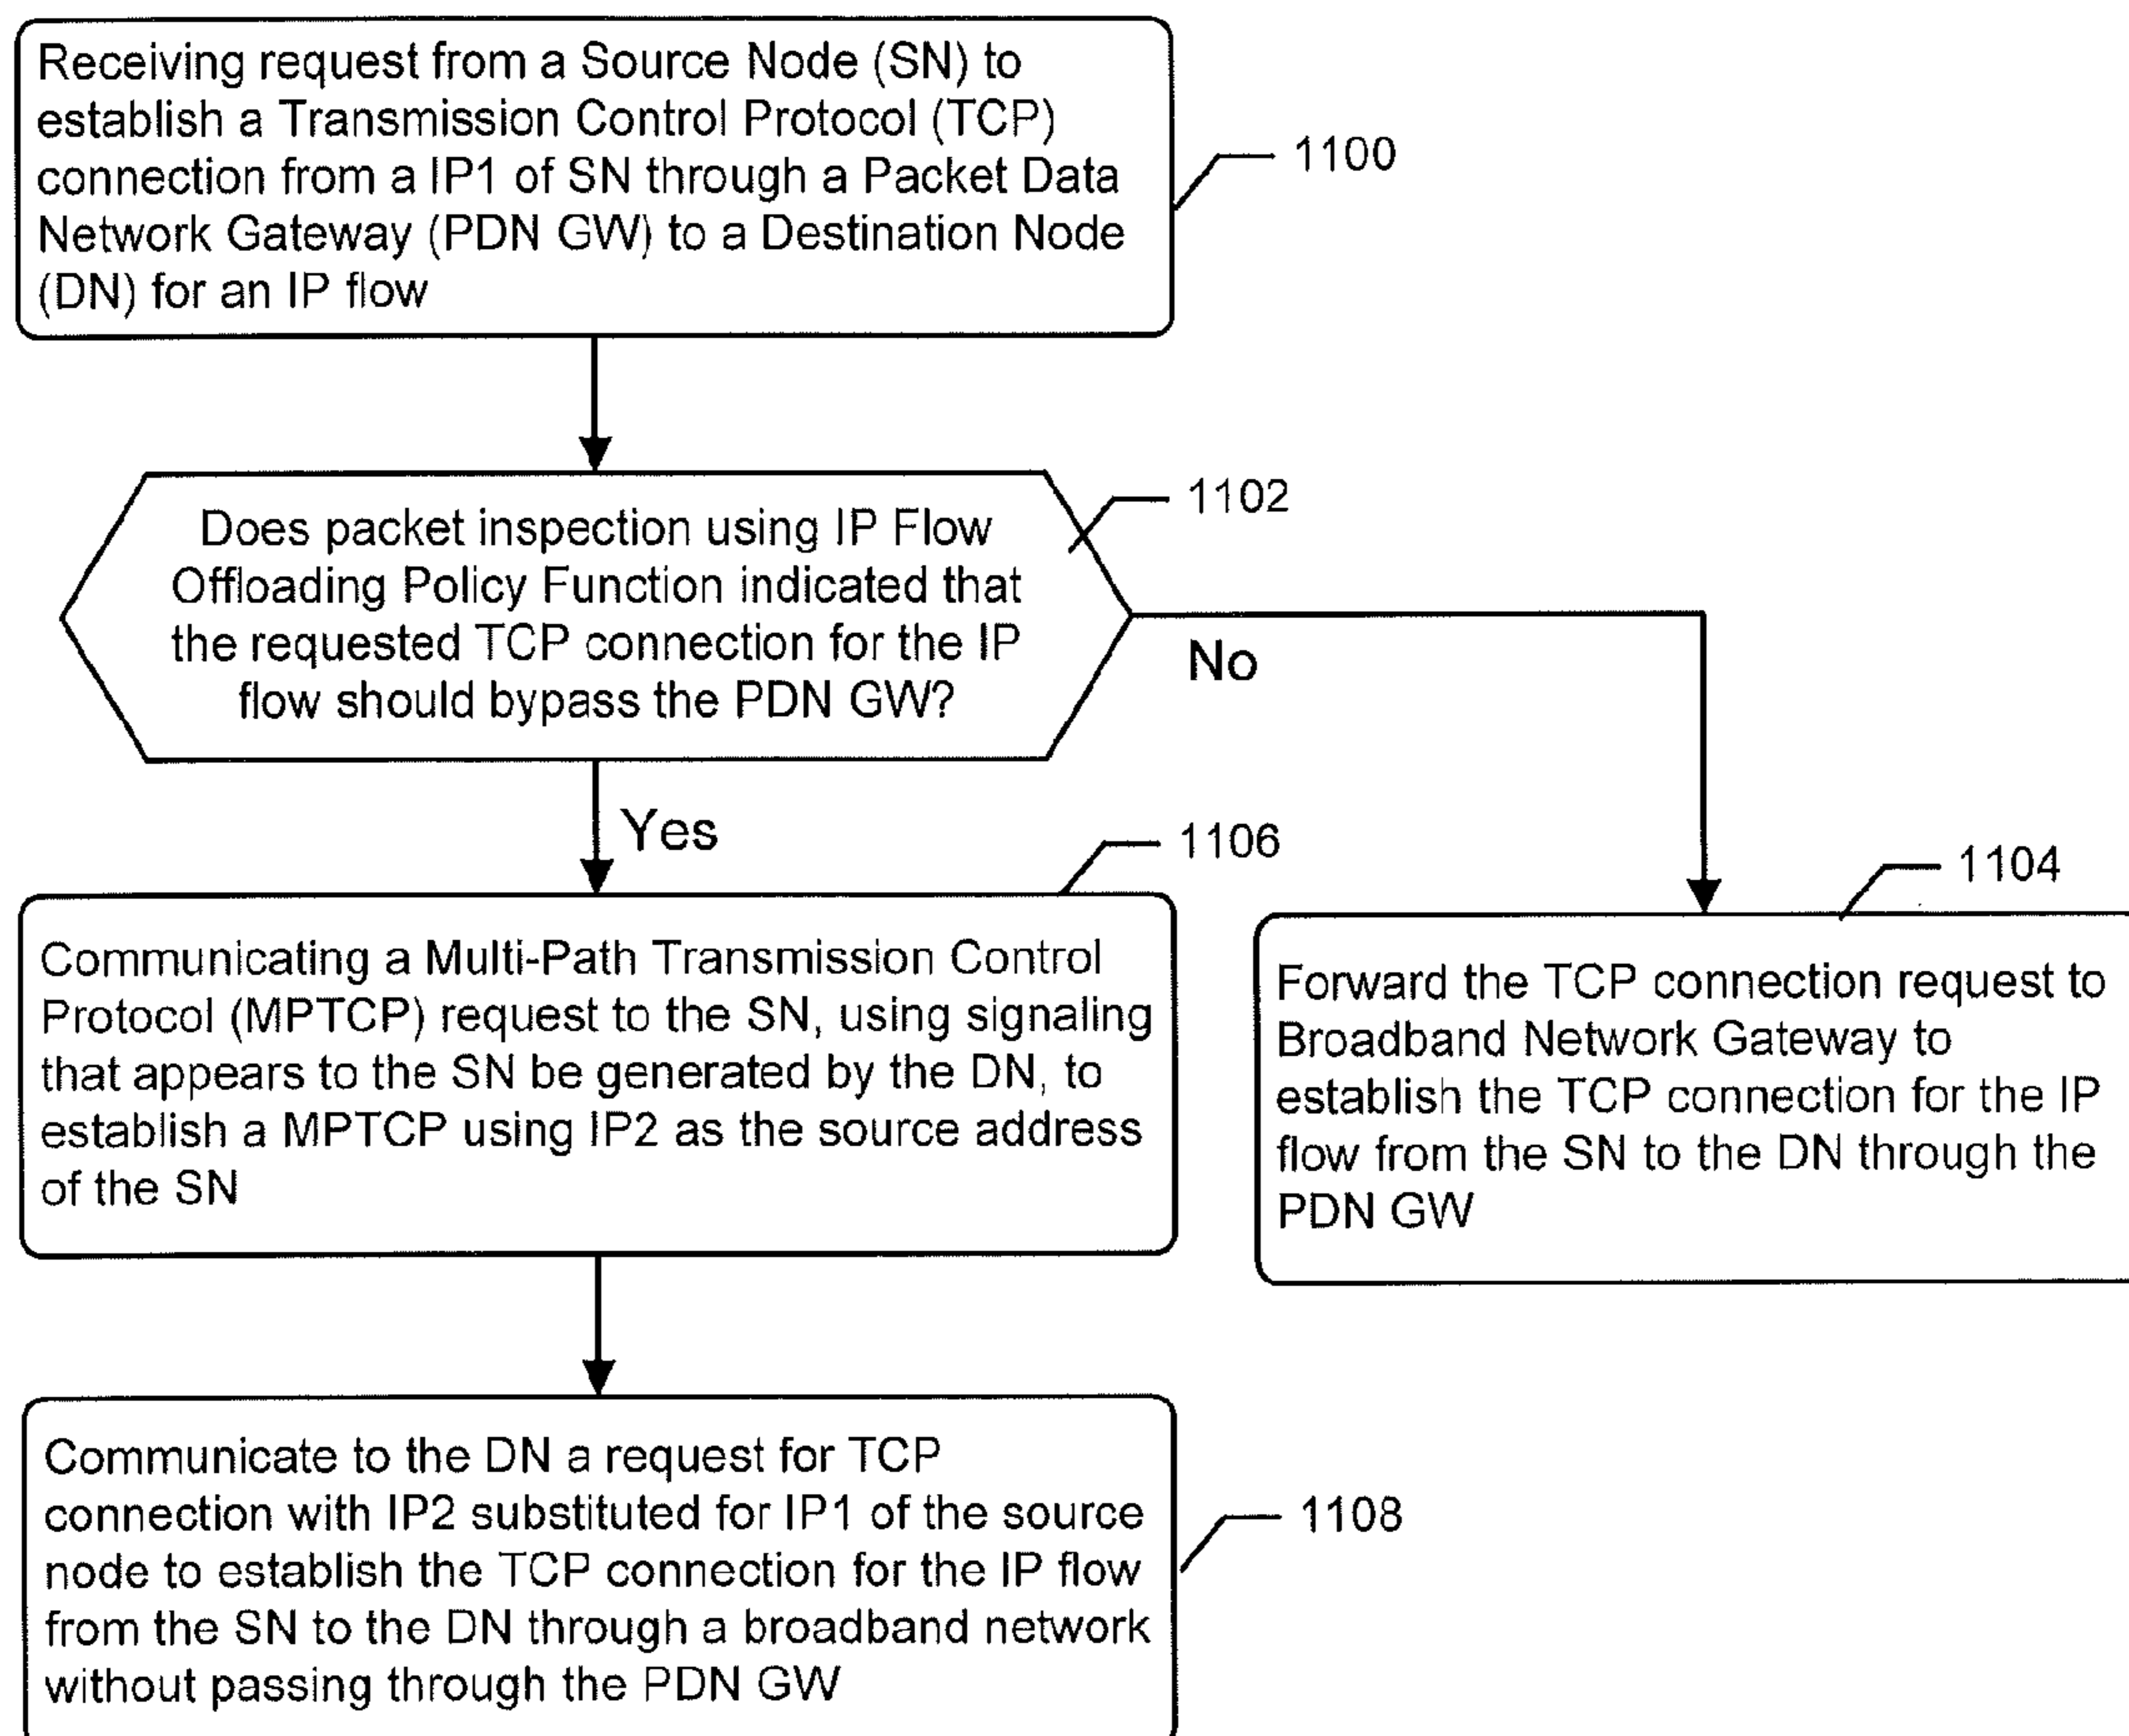 Receiving request from a Source Node (SN) to
establish a Transmission Control Protocol (TCP)
connection from a IP1 of SN through a Packet Data
Network Gateway (PDN GW) to a Destination Node
(DN) for an IP flow
1100
Does packet inspection using IP Flow
Offloading Policy Function indicated that
the requested TCP connection for the IP
flow should bypass the PDN GW?
1102
No
Yes
1106
Communicating a Multi-Path Transmission Control
Protocol (MPTCP) request to the SN, using signaling
that appears to the SN be generated by the DN, to
establish a MPTCP using IP2 as the source address
of the SN
1104
Forward the TCP connection request to
Broadband Network Gateway to
establish the TCP connection for the IP
flow from the SN to the DN through the
PDN GW
Communicate to the DN a request for TCP
connection with IP2 substituted for IP1 of the source
node to establish the TCP connection for the IP flow
from the SN to the DN through a broadband network
without passing through the PDN GW
1108